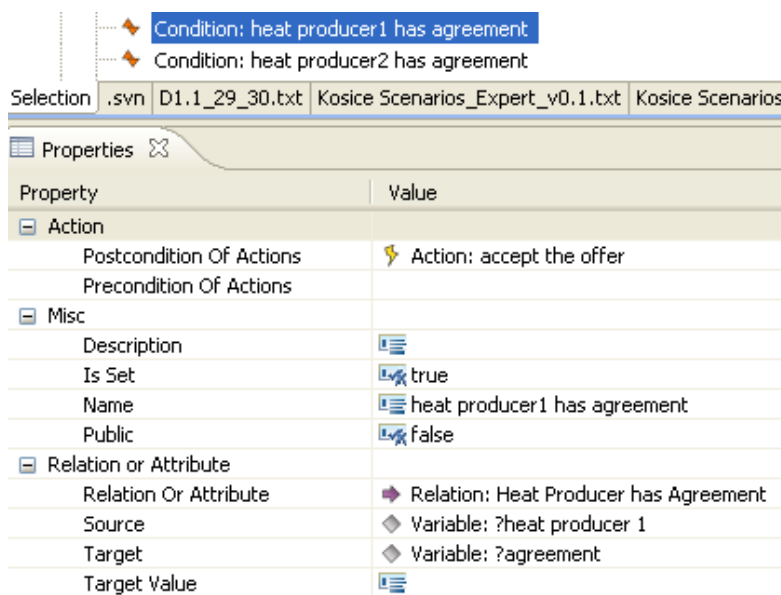 Condition: heat producer1 has agreement
Condition: heat producer2 has agreement
Selection .svn D1.1_29_30.txt Kosice Scenarios_Expert_v0.1.txt Kosice Scenarios
Properties
Property Value
Action
Postcondition Of Actions Action: accept the offer
Precondition Of Actions
Misc
Description
Is Set true
Name heat producer1 has agreement
Public false
Relation or Attribute
Relation Or Attribute Relation: Heat Producer has Agreement
Source Variable: ?heat producer 1
Target Variable: ?agreement
Target Value